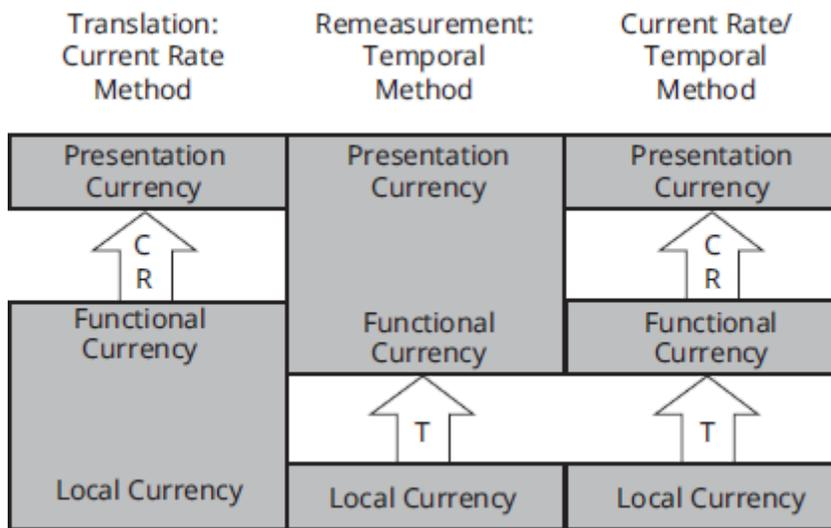 Translation:
Current Rate
Method
Remeasurement:
Temporal
Method
Current Rate/
Temporal
Method
Presentation
Currency
Presentation
Currency
Presentation
Currency
C
R
C
R
Functional
Currency
Functional
Currency
Functional
Currency
T
T
Local Currency
Local Currency
Local Currency